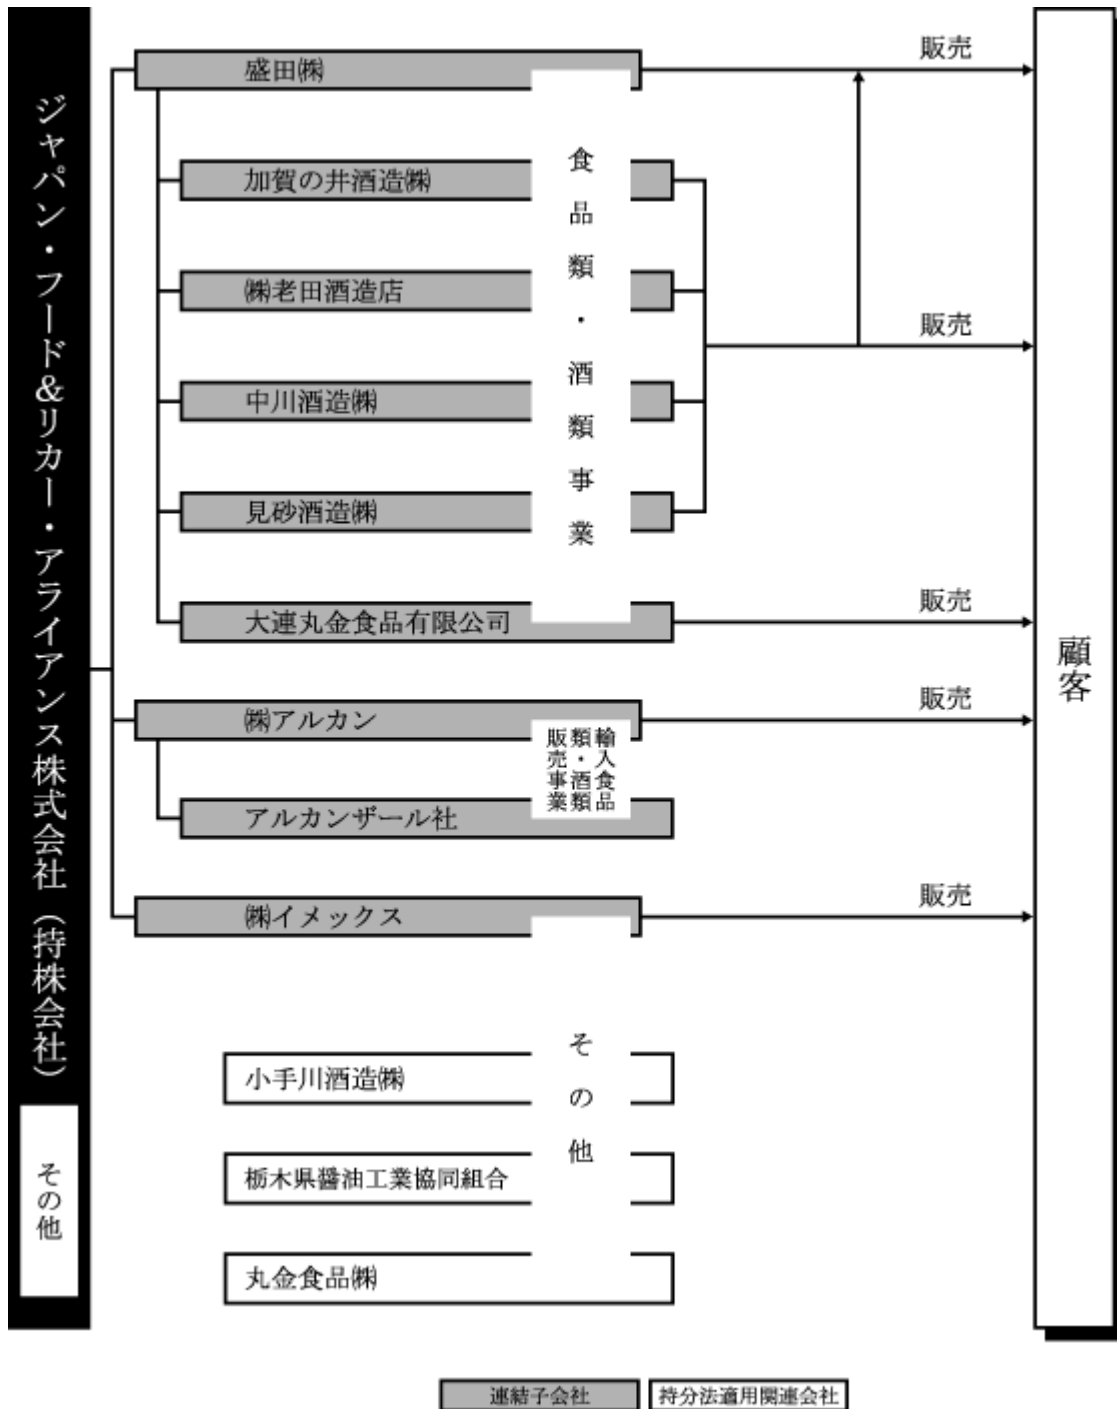 ジャパン・フード&リカー・アライアンス株式会社（持株会社）
その他
盛田㈱
加賀の井酒造㈱
㈱老田酒造店
中川酒造㈱
見砂酒造㈱
大連丸金食品有限公司
食品類・酒類事業
㈱アルカン
アルカンザール社
輸入食品
類・酒類
販売事業
㈱イメックス
小手川酒造㈱
栃木県醤油工業協同組合
丸金食品㈱
その他
販売
販売
販売
販売
販売
顧客
連結子会社
持分法適用関連会社